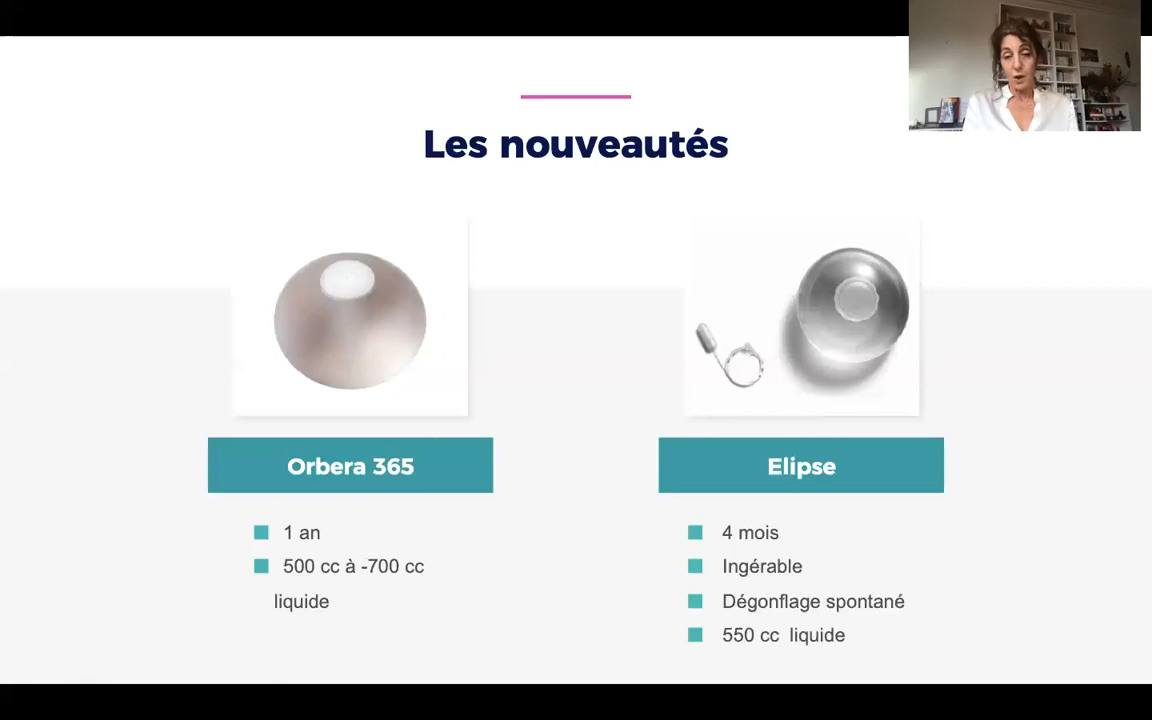 Les nouveautés
Orbera 365
1 an
500 cc à -700 cc
liquide
Elipse
4 mois
Ingérable
Dégonflage spontané
550 cc liquide